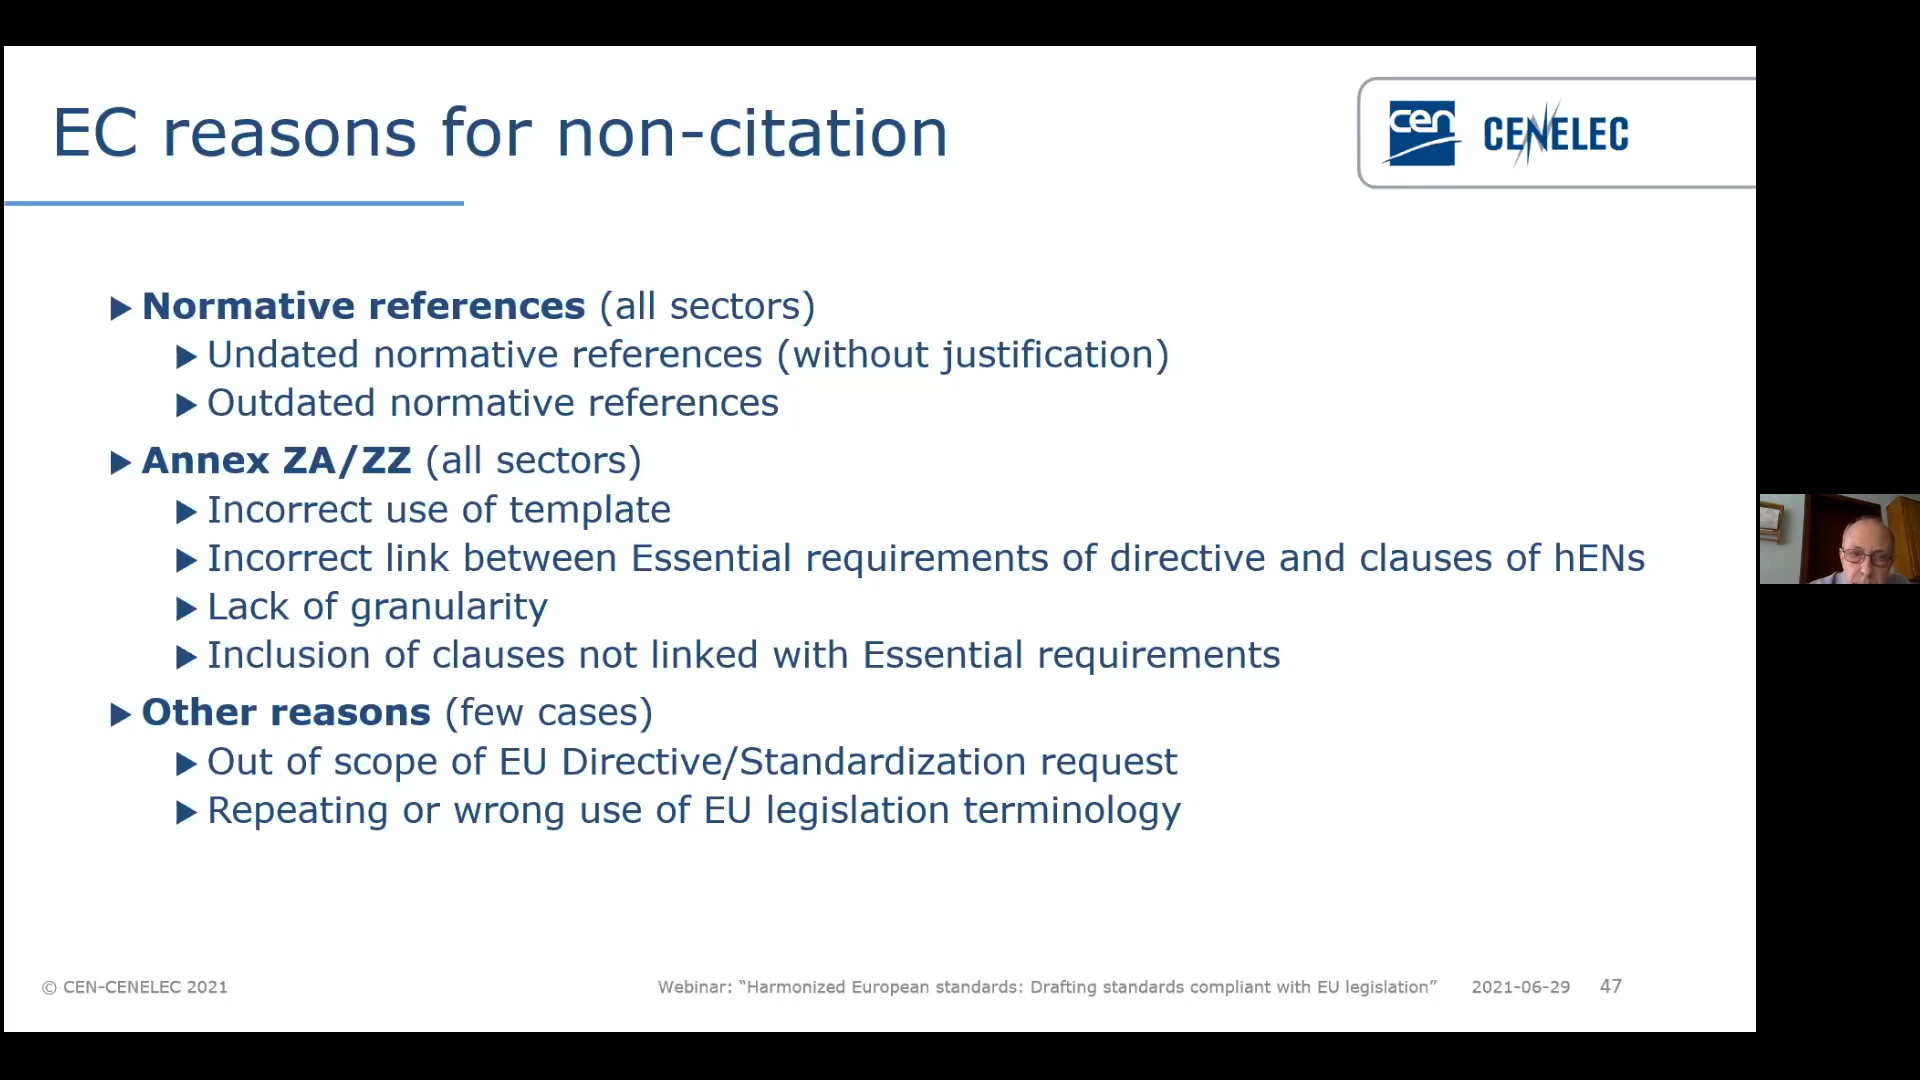 EC reasons for non-citation
cen CENELEC
Normative references (all sectors)
Undated normative references (without justification)
Outdated normative references
Annex ZA/ZZ (all sectors)
Incorrect use of template
Incorrect link between Essential requirements of directive and clauses of hENs
Lack of granularity
Inclusion of clauses not linked with Essential requirements
Other reasons (few cases)
Out of scope of EU Directive/Standardization request
Repeating or wrong use of EU legislation terminology
© CEN-CENELEC 2021
Webinar: “Harmonized European standards: Drafting standards compliant with EU legislation” 2021-06-29 47